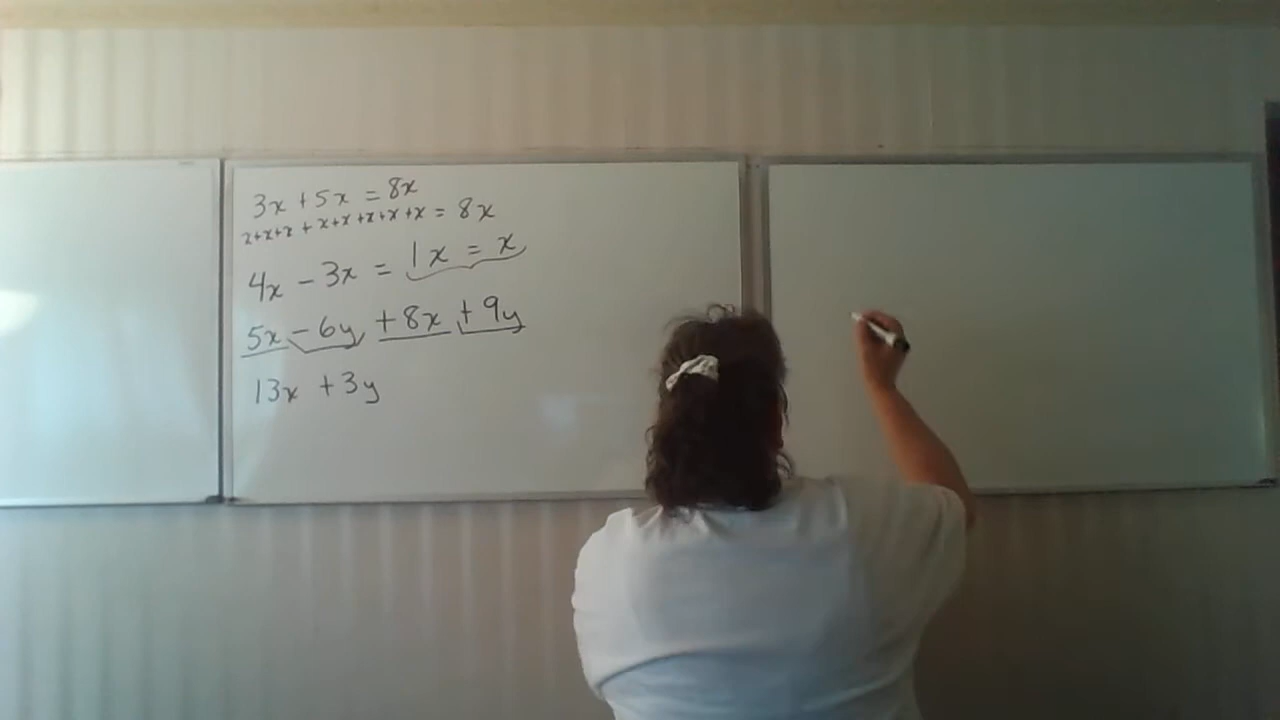 3x + 5x = 8x
x+x+x + x+x+x+x+x = 8x
4x - 3x = 1x = x
5x - 6y + 8x + 9y
13x + 3y